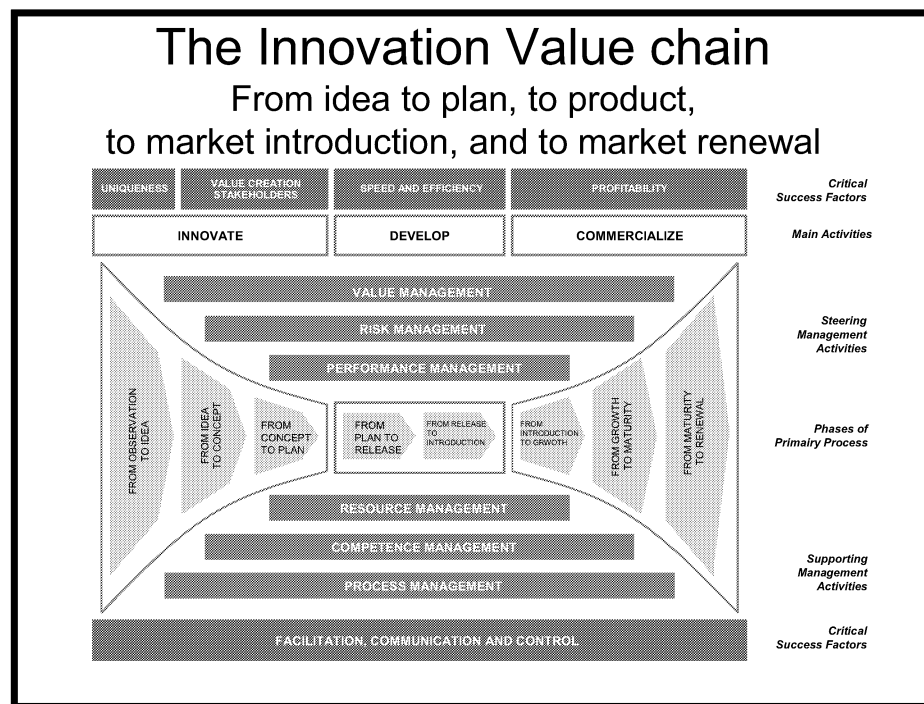 The Innovation Value chain
From idea to plan, to product,
to market introduction, and to market renewal
UNIQUENESS
VALUE CREATION
STAKEHOLDERS
SPEED AND EFFICIENCY
PROFITABILITY
Critical
Success Factors
INNOVATE
DEVELOP
COMMERCIALIZE
Main Activities
VALUE MANAGEMENT
RISK MANAGEMENT
PERFORMANCE MANAGEMENT
Steering
Management
Activities
FROM OBSERVATION
TO IDEA
FROM IDEA
TO CONCEPT
FROM
CONCEPT
TO PLAN
FROM
PLAN TO
RELEASE
FROM RELEASE
TO
INTRODUCTION
FROM
INTRODUCTION
TO GRWOTH
FROM GROWTH
TO MATURITY
FROM MATURITY
TO RENEWAL
Phases of
Primairy Process
RESOURCE MANAGEMENT
COMPETENCE MANAGEMENT
PROCESS MANAGEMENT
Supporting
Management
Activities
FACILITATION, COMMUNICATION AND CONTROL
Critical
Success Factors